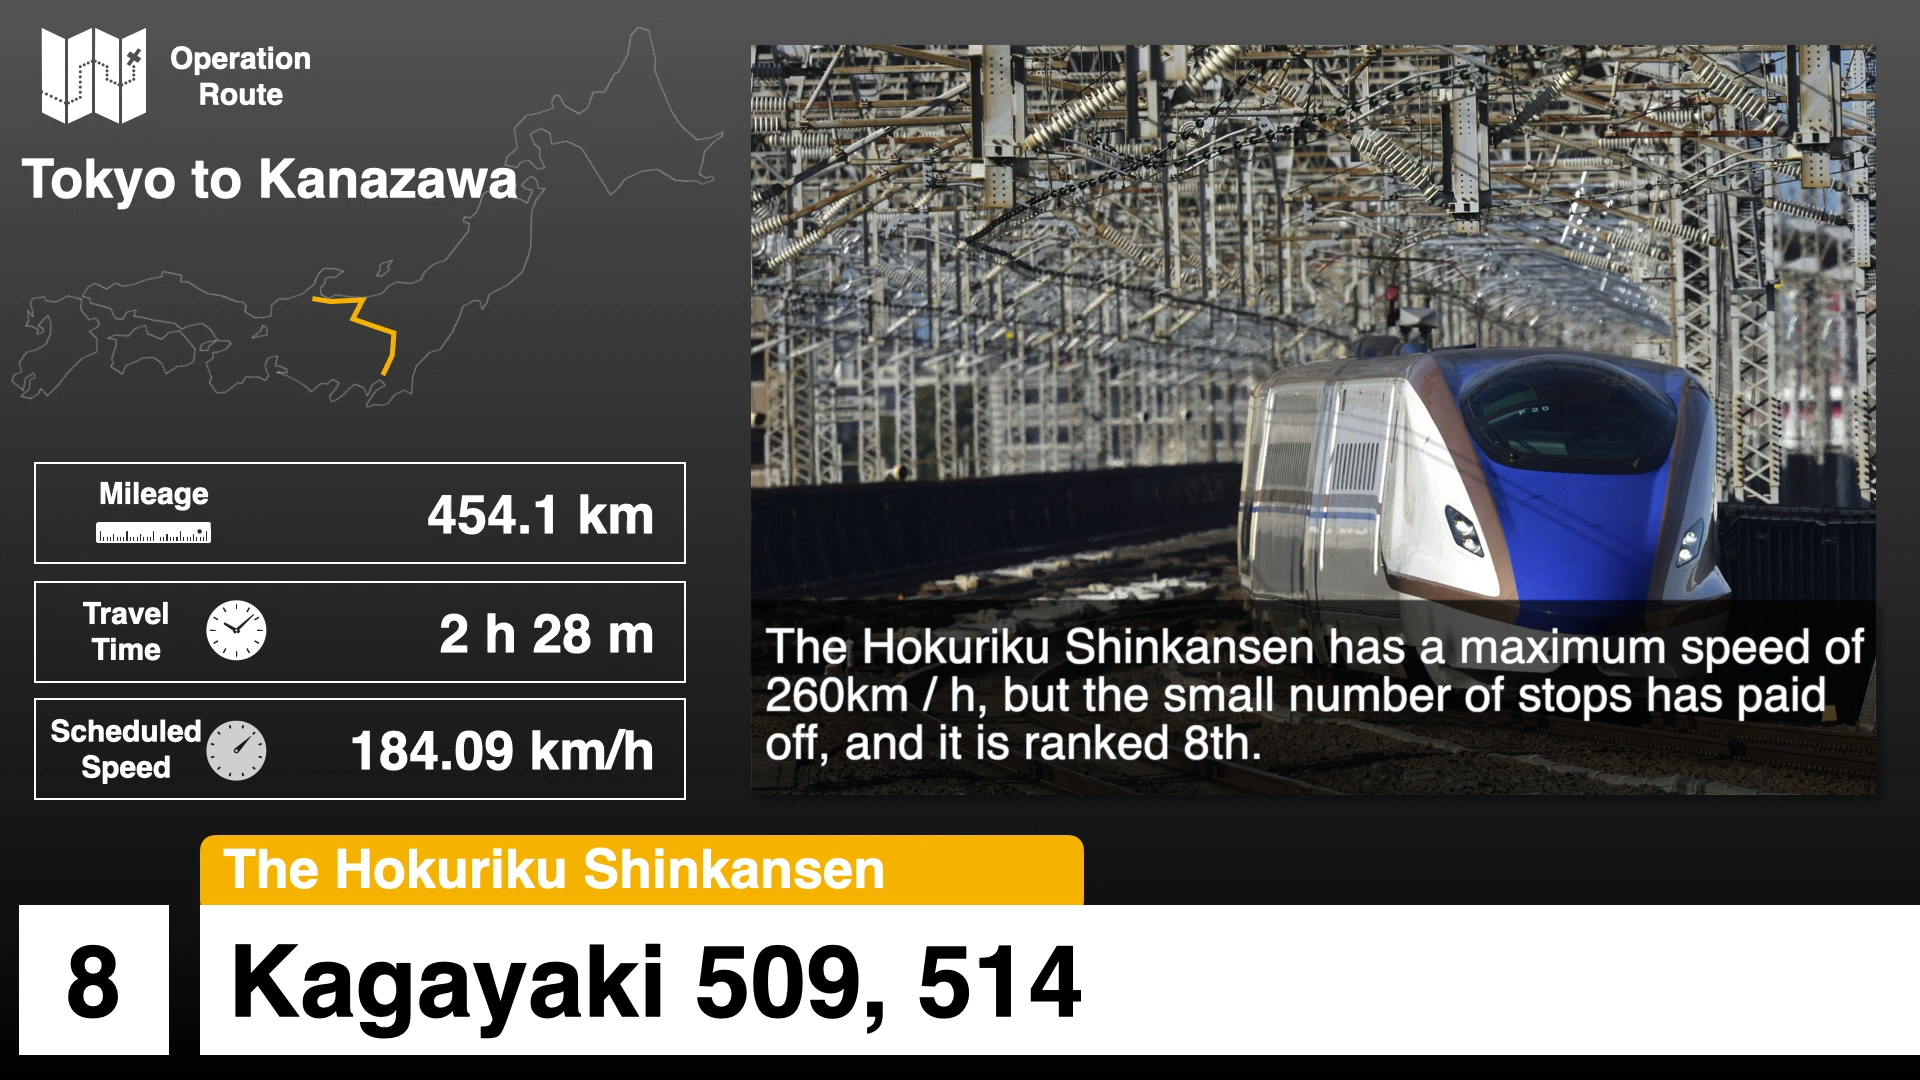 Operation
Route
Tokyo to Kanazawa
Mileage
454.1 km
Travel
Time
2 h 28 m
Scheduled
Speed
184.09 km/h
F20
The Hokuriku Shinkansen has a maximum speed of
260km / h, but the small number of stops has paid
off, and it is ranked 8th.
The Hokuriku Shinkansen
8
Kagayaki 509, 514